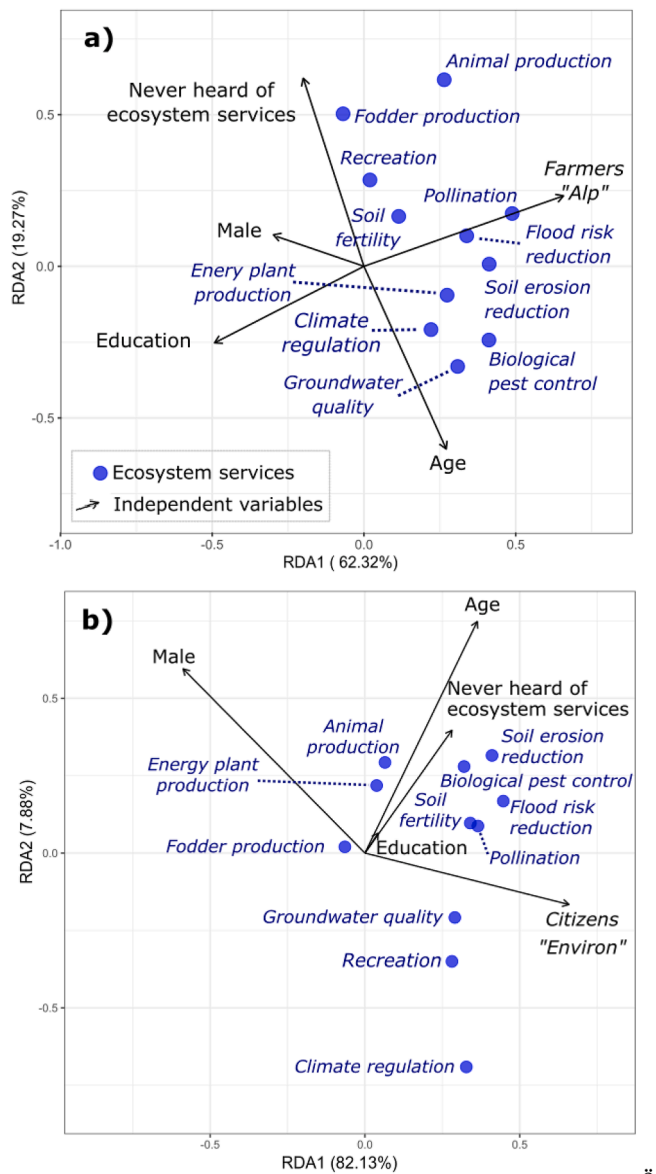 a)
Animal production
Never heard of
ecosystem services
0.5
Fodder production
Recreation
Farmers
"Alp"
Pollination
Soil
fertility
Male
Flood risk
reduction
RDA2 (19.27%)
0.0
Enery plant
production
Soil erosion
reduction
Climate
regulation
Education
Biological
pest control
Groundwater
quality
-0.5
Age
Ecosystem services
Independent variables
-1.0 -0.5 0.0 0.5
RDA1 ( 62.32%)
b)
Age
Male
Never heard of
ecosystem services
0.5
Animal
production
Soil erosion
reduction
Energy plant
production
Biological pest control
Soil
fertility
Flood risk
reduction
RDA2 (7.88%)
Fodder production
Education
0.0
Pollination
Groundwater quality
Citizens
"Environ"
Recreation
-0.5
Climate regulation
-0.5 0.0 0.5
RDA1 (82.13%)